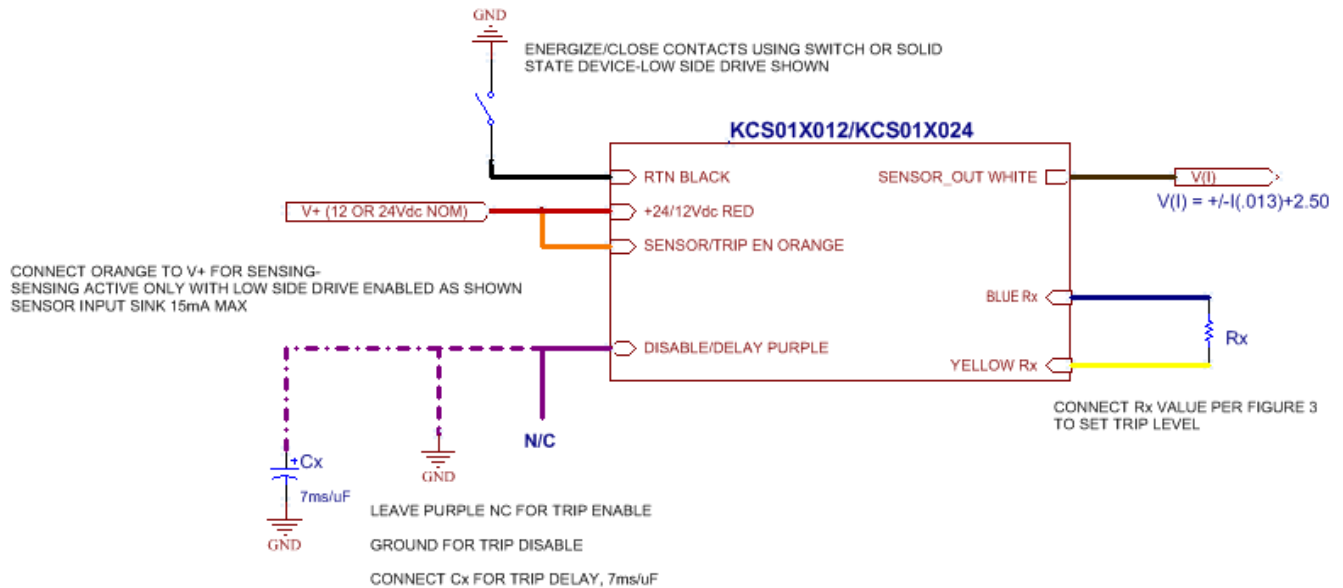 GND
ENERGIZE/CLOSE CONTACTS USING SWITCH OR SOLID
STATE DEVICE-LOW SIDE DRIVE SHOWN
KCS01X012/KCS01X024
RTN BLACK
SENSOR_OUT WHITE
V(I)
V(I) = +/-I(.013)+2.50
V+ (12 OR 24Vdc NOM)
+24/12Vdc RED
SENSOR/TRIP EN ORANGE
CONNECT ORANGE TO V+ FOR SENSING-
SENSING ACTIVE ONLY WITH LOW SIDE DRIVE ENABLED AS SHOWN
SENSOR INPUT SINK 15mA MAX
BLUE Rx
Rx
DISABLE/DELAY PURPLE
YELLOW Rx
CONNECT Rx VALUE PER FIGURE 3
TO SET TRIP LEVEL
N/C
+Cx
7ms/uF
GND
GND
LEAVE PURPLE NC FOR TRIP ENABLE
GROUND FOR TRIP DISABLE
CONNECT Cx FOR TRIP DELAY, 7ms/uF